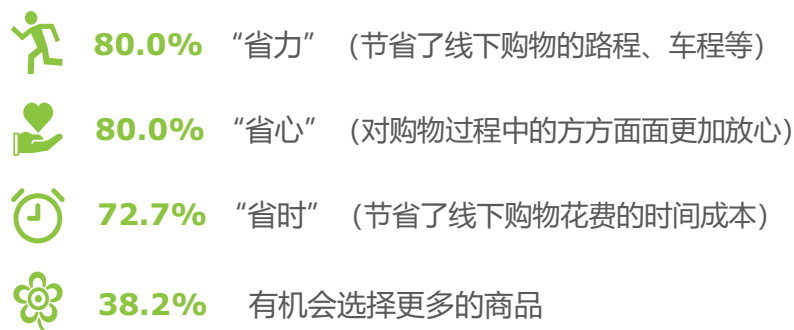 80.0% “省力” （节省了线下购物的路程、车程等）
80.0% “省心” （对购物过程中的方方面面更加放心）
72.7% “省时” （节省了线下购物花费的时间成本）
38.2% 有机会选择更多的商品